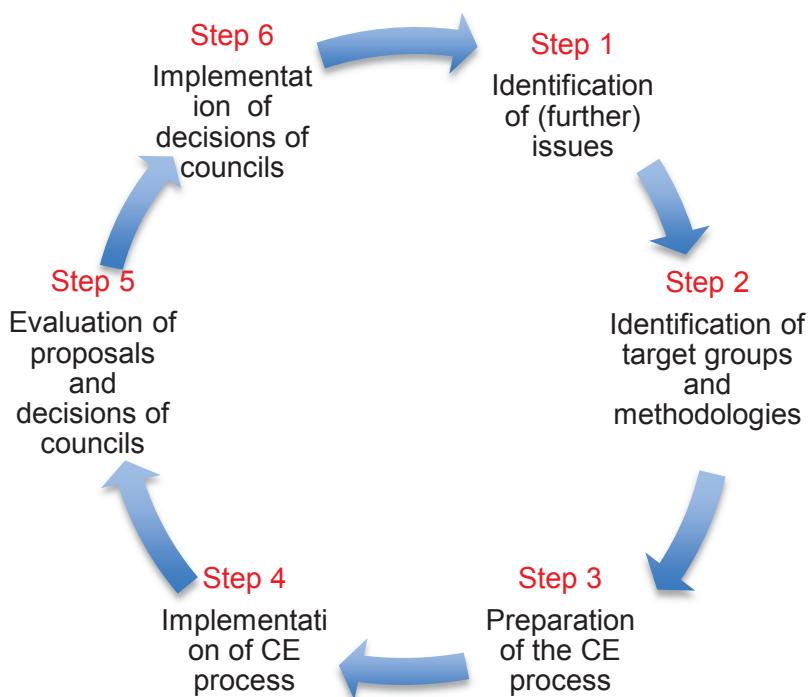 Step 1
Identification
of (further)
issues
Step 2
Identification of
target groups
and
methodologies
Step 3
Preparation
of the CE
process
Step 4
Implementati
on of CE
process
Step 5
Evaluation of
proposals
and
decisions of
councils
Step 6
Implementat
ion of
decisions of
councils